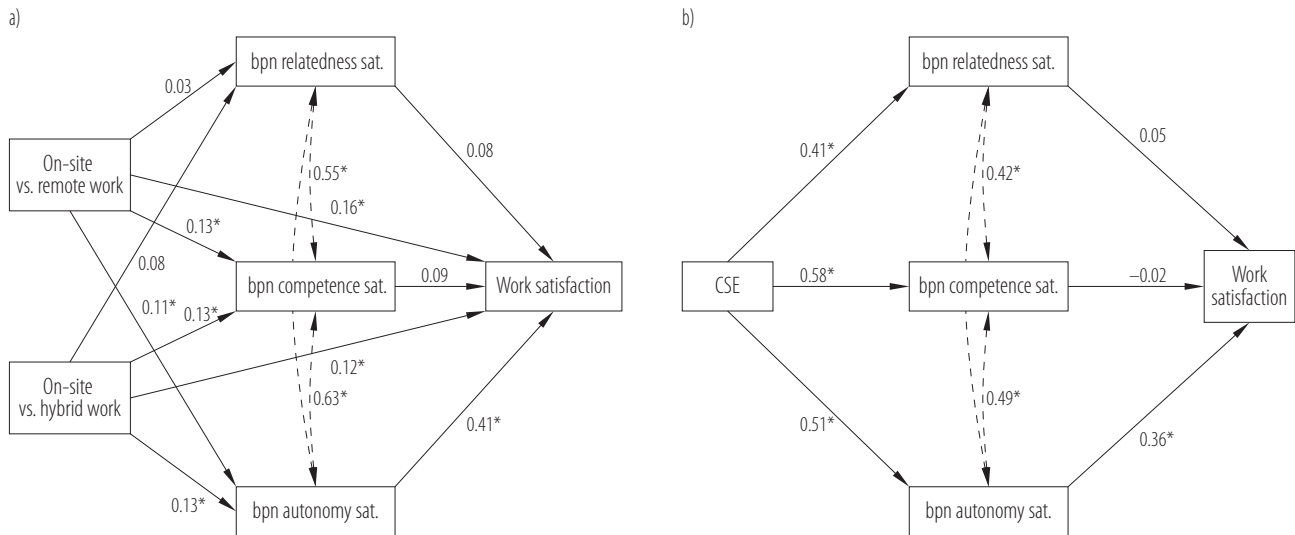 a)
bpn relatedness sat.
0.03
On-site
vs. remote work
0.08
0.55*
0.16*
0.13*
0.08
bpn competence sat.
0.09
Work satisfaction
0.11*
0.13*
On-site
vs. hybrid work
0.12*
0.63*
0.41*
0.13*
bpn autonomy sat.
b)
bpn relatedness sat.
0.41*
0.05
0.42*
CSE
0.58*
bpn competence sat.
–0.02
Work
satisfaction
0.49*
0.51*
0.36*
bpn autonomy sat.